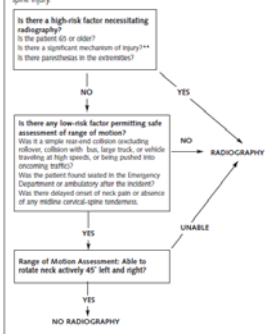 spine injury.
Is there a high-risk factor necessitating
radiography?
Is the patient 65 or older?
Is there a significant mechanism of injury?**
Is there paresthesias in the extremities?
NO
YES
Is there any low-risk factor permitting safe
assessment of range of motion?
Was it a simple rear-end collision (excluding
rollover, collision with bus, large truck, or vehicle
traveling at high speeds, or being pushed into
oncoming traffic)?
Was the patient found seated in the Emergency
Department or ambulatory after the incident?
Was there delayed onset of neck pain or absence
of any midline cervical-spine tenderness.
NO
RADIOGRAPHY
YES
UNABLE
Range of Motion Assessment: Able to
rotate neck actively 45° left and right?
YES
NO RADIOGRAPHY